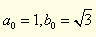 a₀ = 1, b₀ = √3